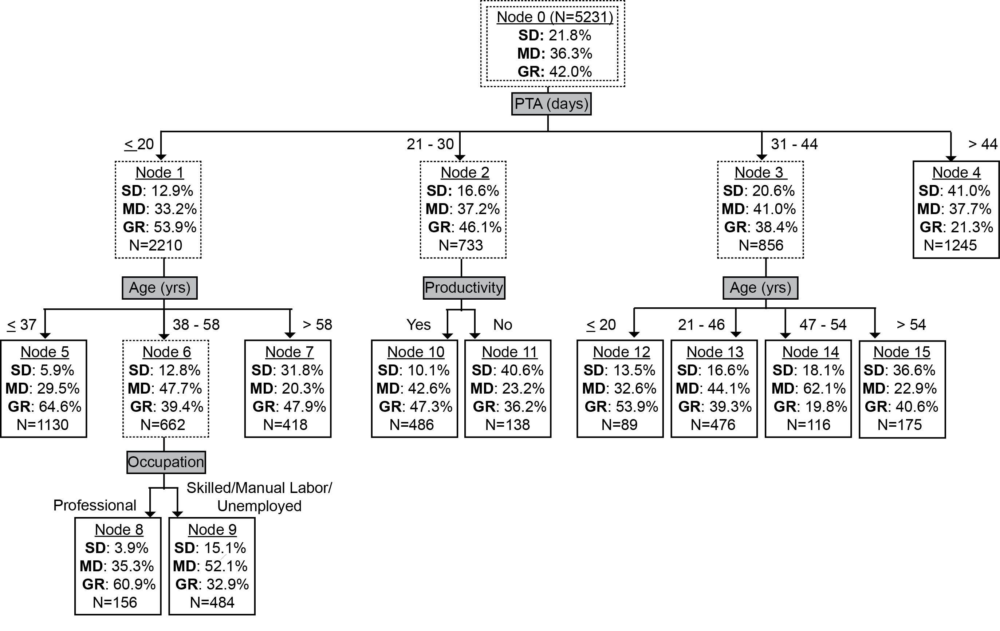 Node 0 (N=5231)
SD: 21.8%
MD: 36.3%
GR: 42.0%
PTA (days)
≤ 20
21 - 30
31 - 44
> 44
Node 1
SD: 12.9%
MD: 33.2%
GR: 53.9%
N=2210
Node 2
SD: 16.6%
MD: 37.2%
GR: 46.1%
N=733
Node 3
SD: 20.6%
MD: 41.0%
GR: 38.4%
N=856
Node 4
SD: 41.0%
MD: 37.7%
GR: 21.3%
N=1245
Age (yrs)
Productivity
Age (yrs)
≤ 37
38 - 58
> 58
Yes
No
≤ 20
21 - 46
47 - 54
> 54
Node 5
SD: 5.9%
MD: 29.5%
GR: 64.6%
N=1130
Node 6
SD: 12.8%
MD: 47.7%
GR: 39.4%
N=662
Node 7
SD: 31.8%
MD: 20.3%
GR: 47.9%
N=418
Node 10
SD: 10.1%
MD: 42.6%
GR: 47.3%
N=486
Node 11
SD: 40.6%
MD: 23.2%
GR: 36.2%
N=138
Node 12
SD: 13.5%
MD: 32.6%
GR: 53.9%
N=89
Node 13
SD: 16.6%
MD: 44.1%
GR: 39.3%
N=476
Node 14
SD: 18.1%
MD: 62.1%
GR: 19.8%
N=116
Node 15
SD: 36.6%
MD: 22.9%
GR: 40.6%
N=175
Occupation
Professional
Skilled/Manual Labor/
Unemployed
Node 8
SD: 3.9%
MD: 35.3%
GR: 60.9%
N=156
Node 9
SD: 15.1%
MD: 52.1%
GR: 32.9%
N=484